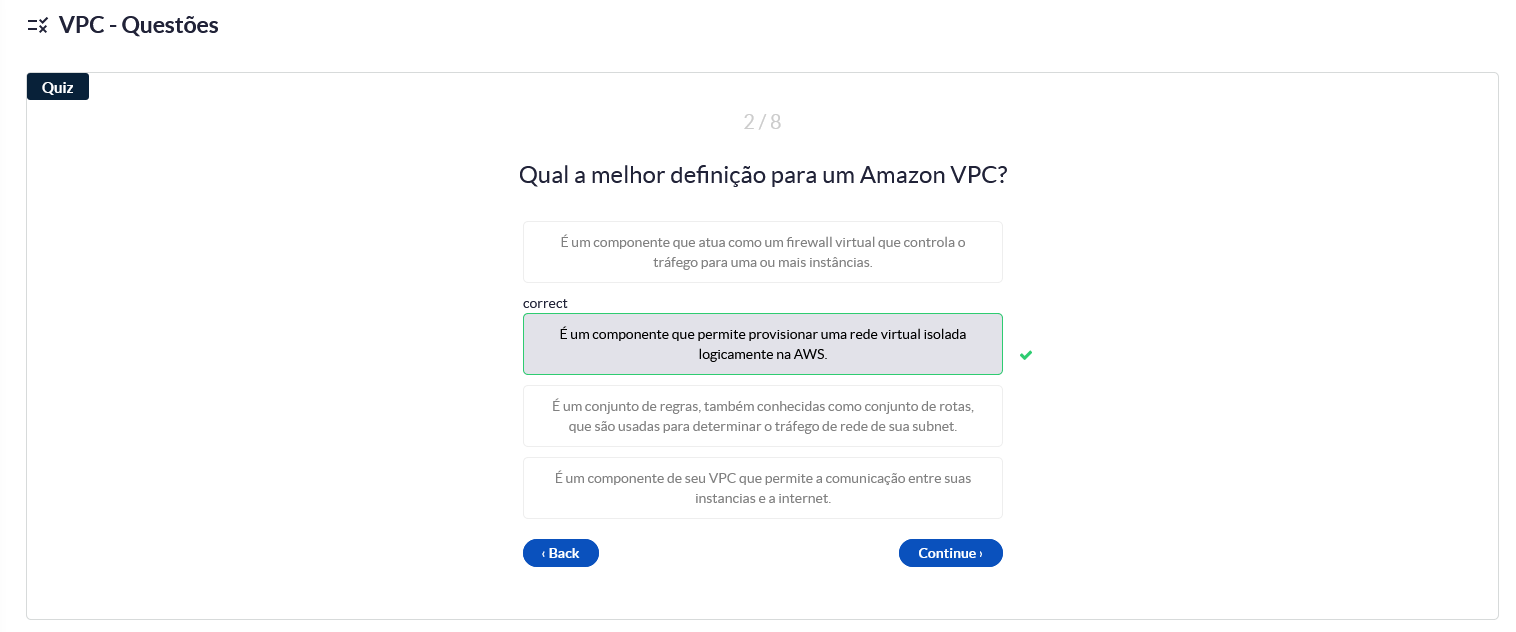 VPC - Questões
Quiz
2 / 8
Qual a melhor definição para um Amazon VPC?
É um componente que atua como um firewall virtual que controla o
tráfego para uma ou mais instâncias.
correct
É um componente que permite provisionar uma rede virtual isolada
logicamente na AWS.
É um conjunto de regras, também conhecidas como conjunto de rotas,
que são usadas para determinar o tráfego de rede de sua subnet.
É um componente de seu VPC que permite a comunicação entre suas
instancias e a internet.
‹ Back
Continue ›